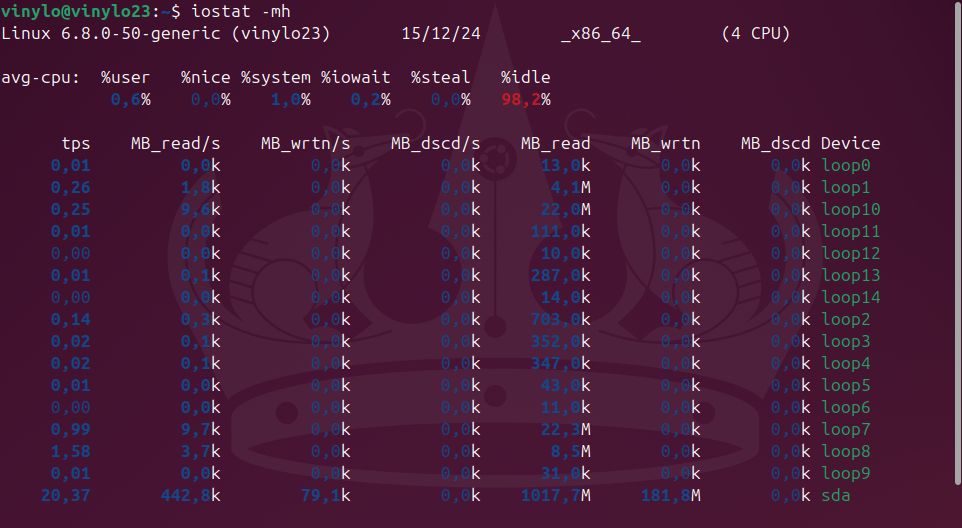 vinylo@vinylo23:~$ iostat -mh
Linux 6.8.0-50-generic (vinylo23) 15/12/24 _x86_64_ (4 CPU)
avg-cpu: %user %nice %system %iowait %steal %idle
0,6% 0,0% 1,0% 0,2% 0,0% 98,2%
tps MB_read/s MB_wrtn/s MB_dscd/s MB_read MB_wrtn MB_dscd Device
0,01 0,0k 0,0k 0,0k 13,0k 0,0k 0,0k loop0
0,26 1,8k 0,0k 0,0k 4,1M 0,0k 0,0k loop1
0,25 9,6k 0,0k 0,0k 22,0M 0,0k 0,0k loop10
0,01 0,0k 0,0k 0,0k 111,0k 0,0k 0,0k loop11
0,00 0,0k 0,0k 0,0k 10,0k 0,0k 0,0k loop12
0,01 0,1k 0,0k 0,0k 287,0k 0,0k 0,0k loop13
0,00 0,0k 0,0k 0,0k 14,0k 0,0k 0,0k loop14
0,14 0,3k 0,0k 0,0k 703,0k 0,0k 0,0k loop2
0,02 0,1k 0,0k 0,0k 352,0k 0,0k 0,0k loop3
0,02 0,1k 0,0k 0,0k 347,0k 0,0k 0,0k loop4
0,01 0,0k 0,0k 0,0k 43,0k 0,0k 0,0k loop5
0,00 0,0k 0,0k 0,0k 11,0k 0,0k 0,0k loop6
0,99 9,7k 0,0k 0,0k 22,3M 0,0k 0,0k loop7
1,58 3,7k 0,0k 0,0k 8,5M 0,0k 0,0k loop8
0,01 0,0k 0,0k 0,0k 31,0k 0,0k 0,0k loop9
20,37 442,8k 79,1k 0,0k 1017,7M 181,8M 0,0k sda